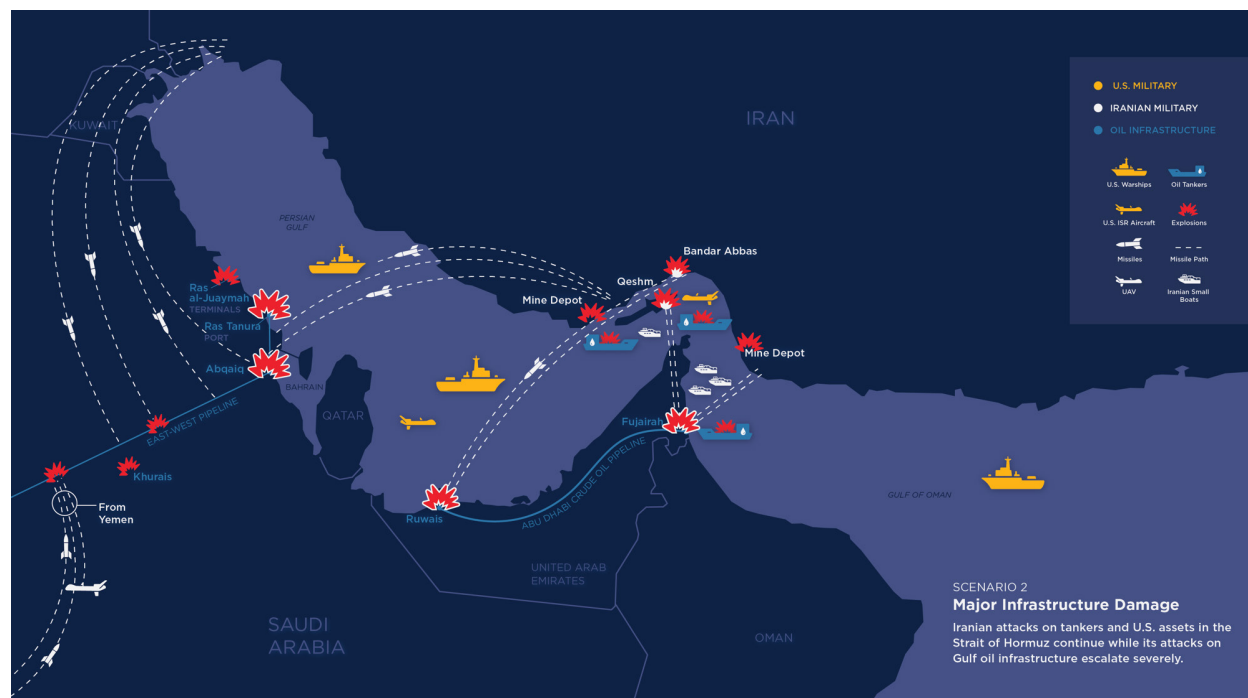 KUWAIT
IRAN
PERSIAN
GULF
Ras
al-Juaymah
TERMINALS
Ras Tanura
PORT
Abqaiq
BAHRAIN
QATAR
EAST-WEST PIPELINE
Khurais
From
Yemen
SAUDI
ARABIA
Mine Depot
Qeshm
Bandar Abbas
Mine Depot
Fujairah
Ruwais
ABU DHABI CRUDE OIL PIPELINE
UNITED ARAB
EMIRATES
OMAN
GULF OF OMAN
U.S. MILITARY
IRANIAN MILITARY
OIL INFRASTRUCTURE
U.S. Warships
Oil Tankers
U.S. ISR Aircraft
Explosions
Missiles
Missile Path
UAV
Iranian Small
Boats
SCENARIO 2
Major Infrastructure Damage
Iranian attacks on tankers and U.S. assets in the
Strait of Hormuz continue while its attacks on
Gulf oil infrastructure escalate severely.